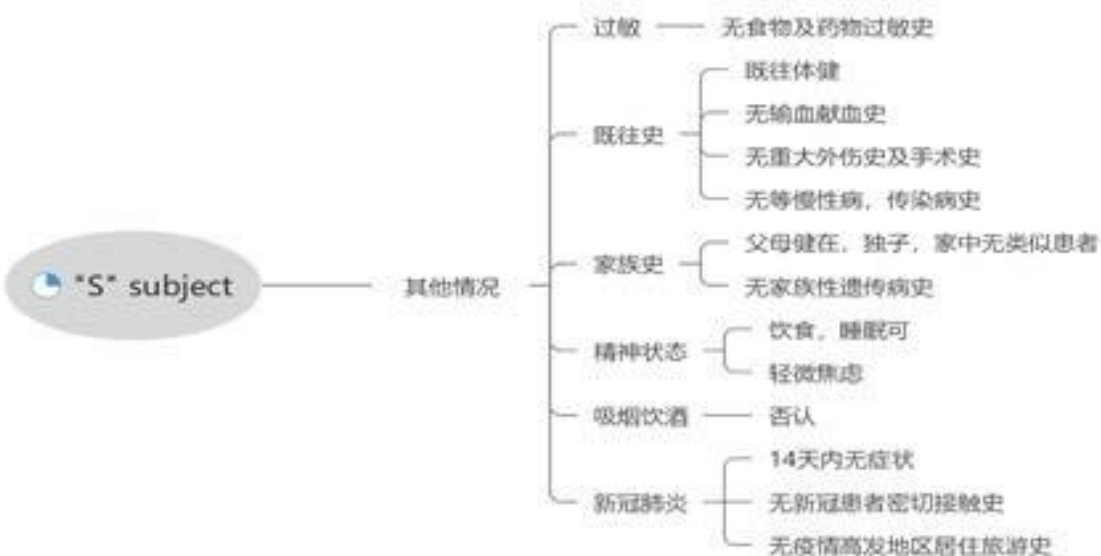 "S" subject
其他情况
过敏
无食物及药物过敏史
既往史
既往体健
无输血献血史
无重大外伤史及手术史
无等慢性病，传染病史
家族史
父母健在，独子，家中无类似患者
无家族性遗传病史
精神状态
饮食，睡眠可
轻微焦虑
吸烟饮酒
否认
新冠肺炎
14天内无症状
无新冠患者密切接触史
无疫情高发地区居住旅游史